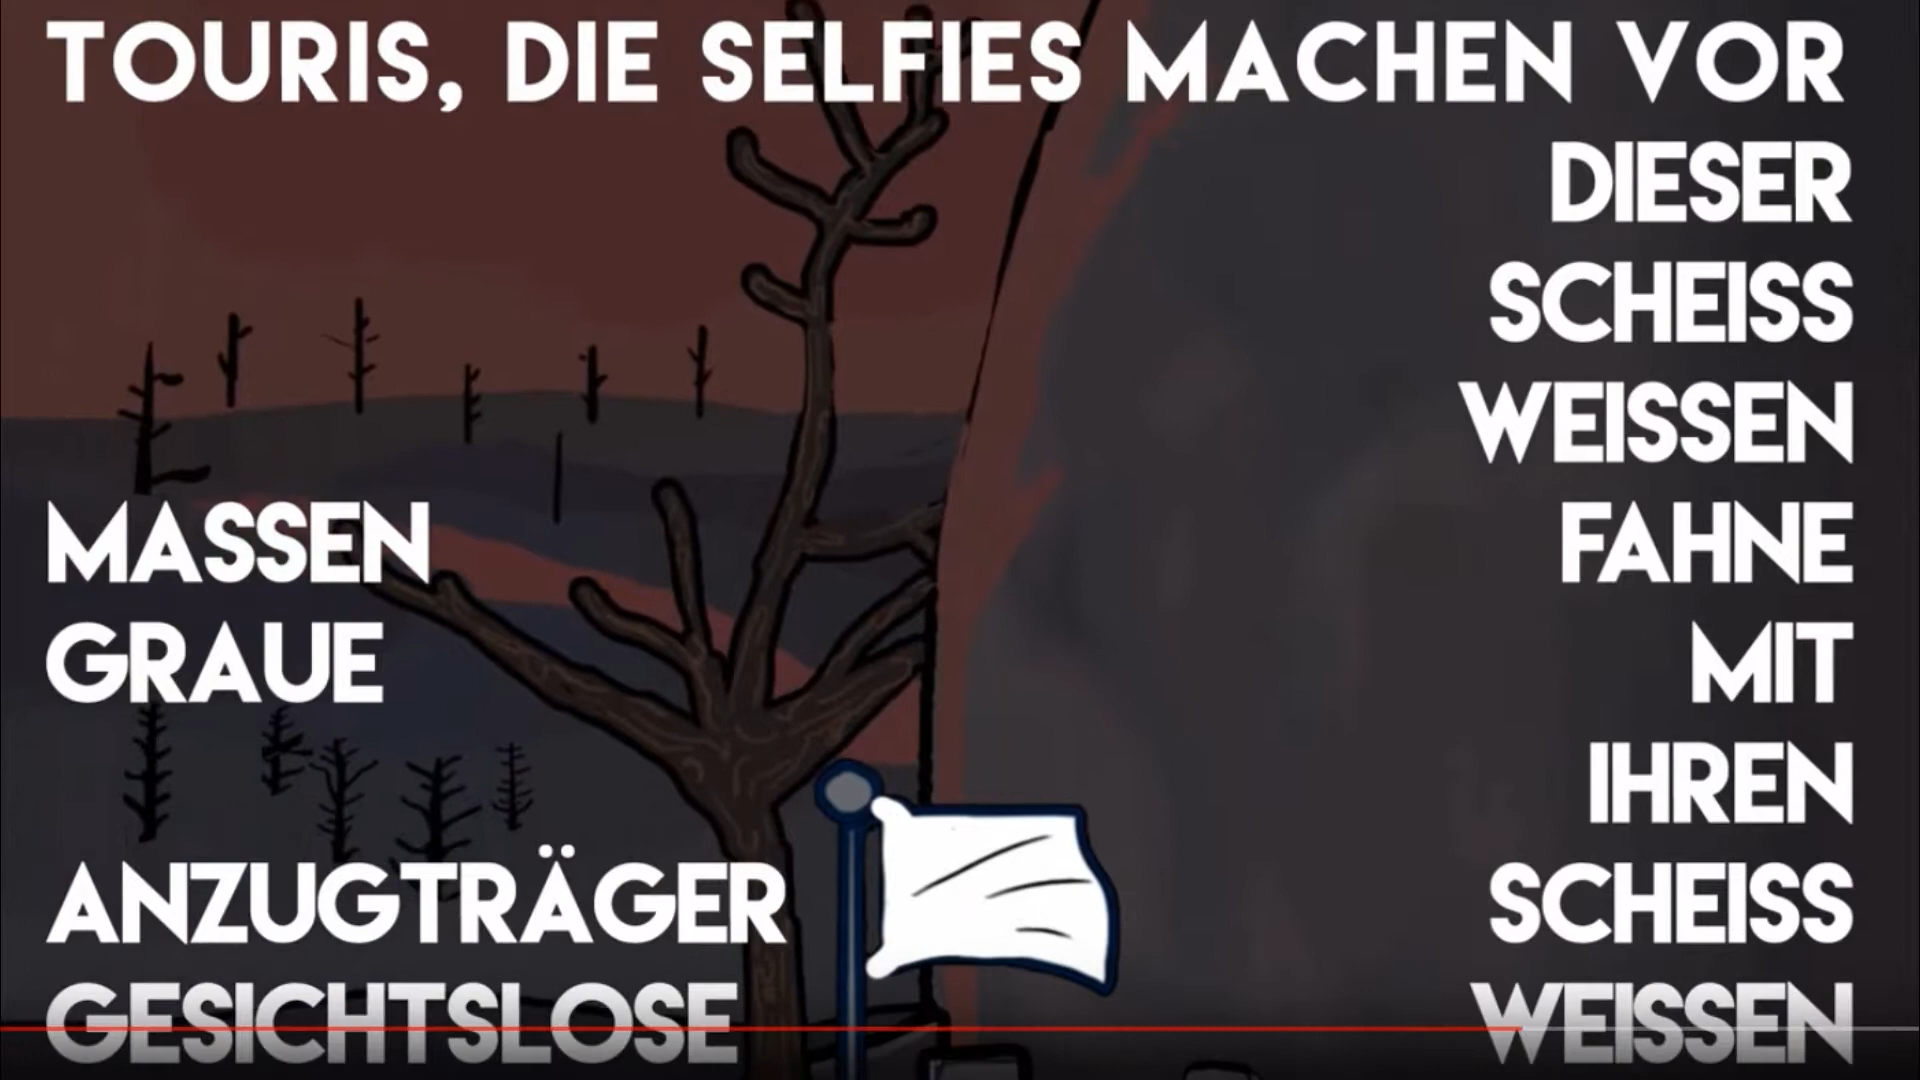 TOURIS, DIE SELFIES MACHEN VOR
DIESER
SCHEISS
WEISSEN
MASSEN FAHNE
GRAUE MIT
IHREN
ANZUGTRÄGER SCHEISS
GESICHTSLOSE WEISSEN